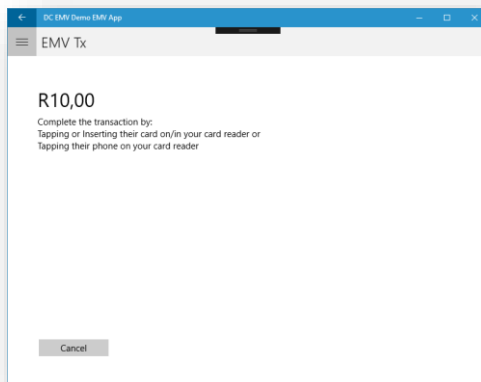 DC EMV Demo EMV App
EMV Tx
R10,00
Complete the transaction by:
Tapping or Inserting their card on/in your card reader or
Tapping their phone on your card reader
Cancel